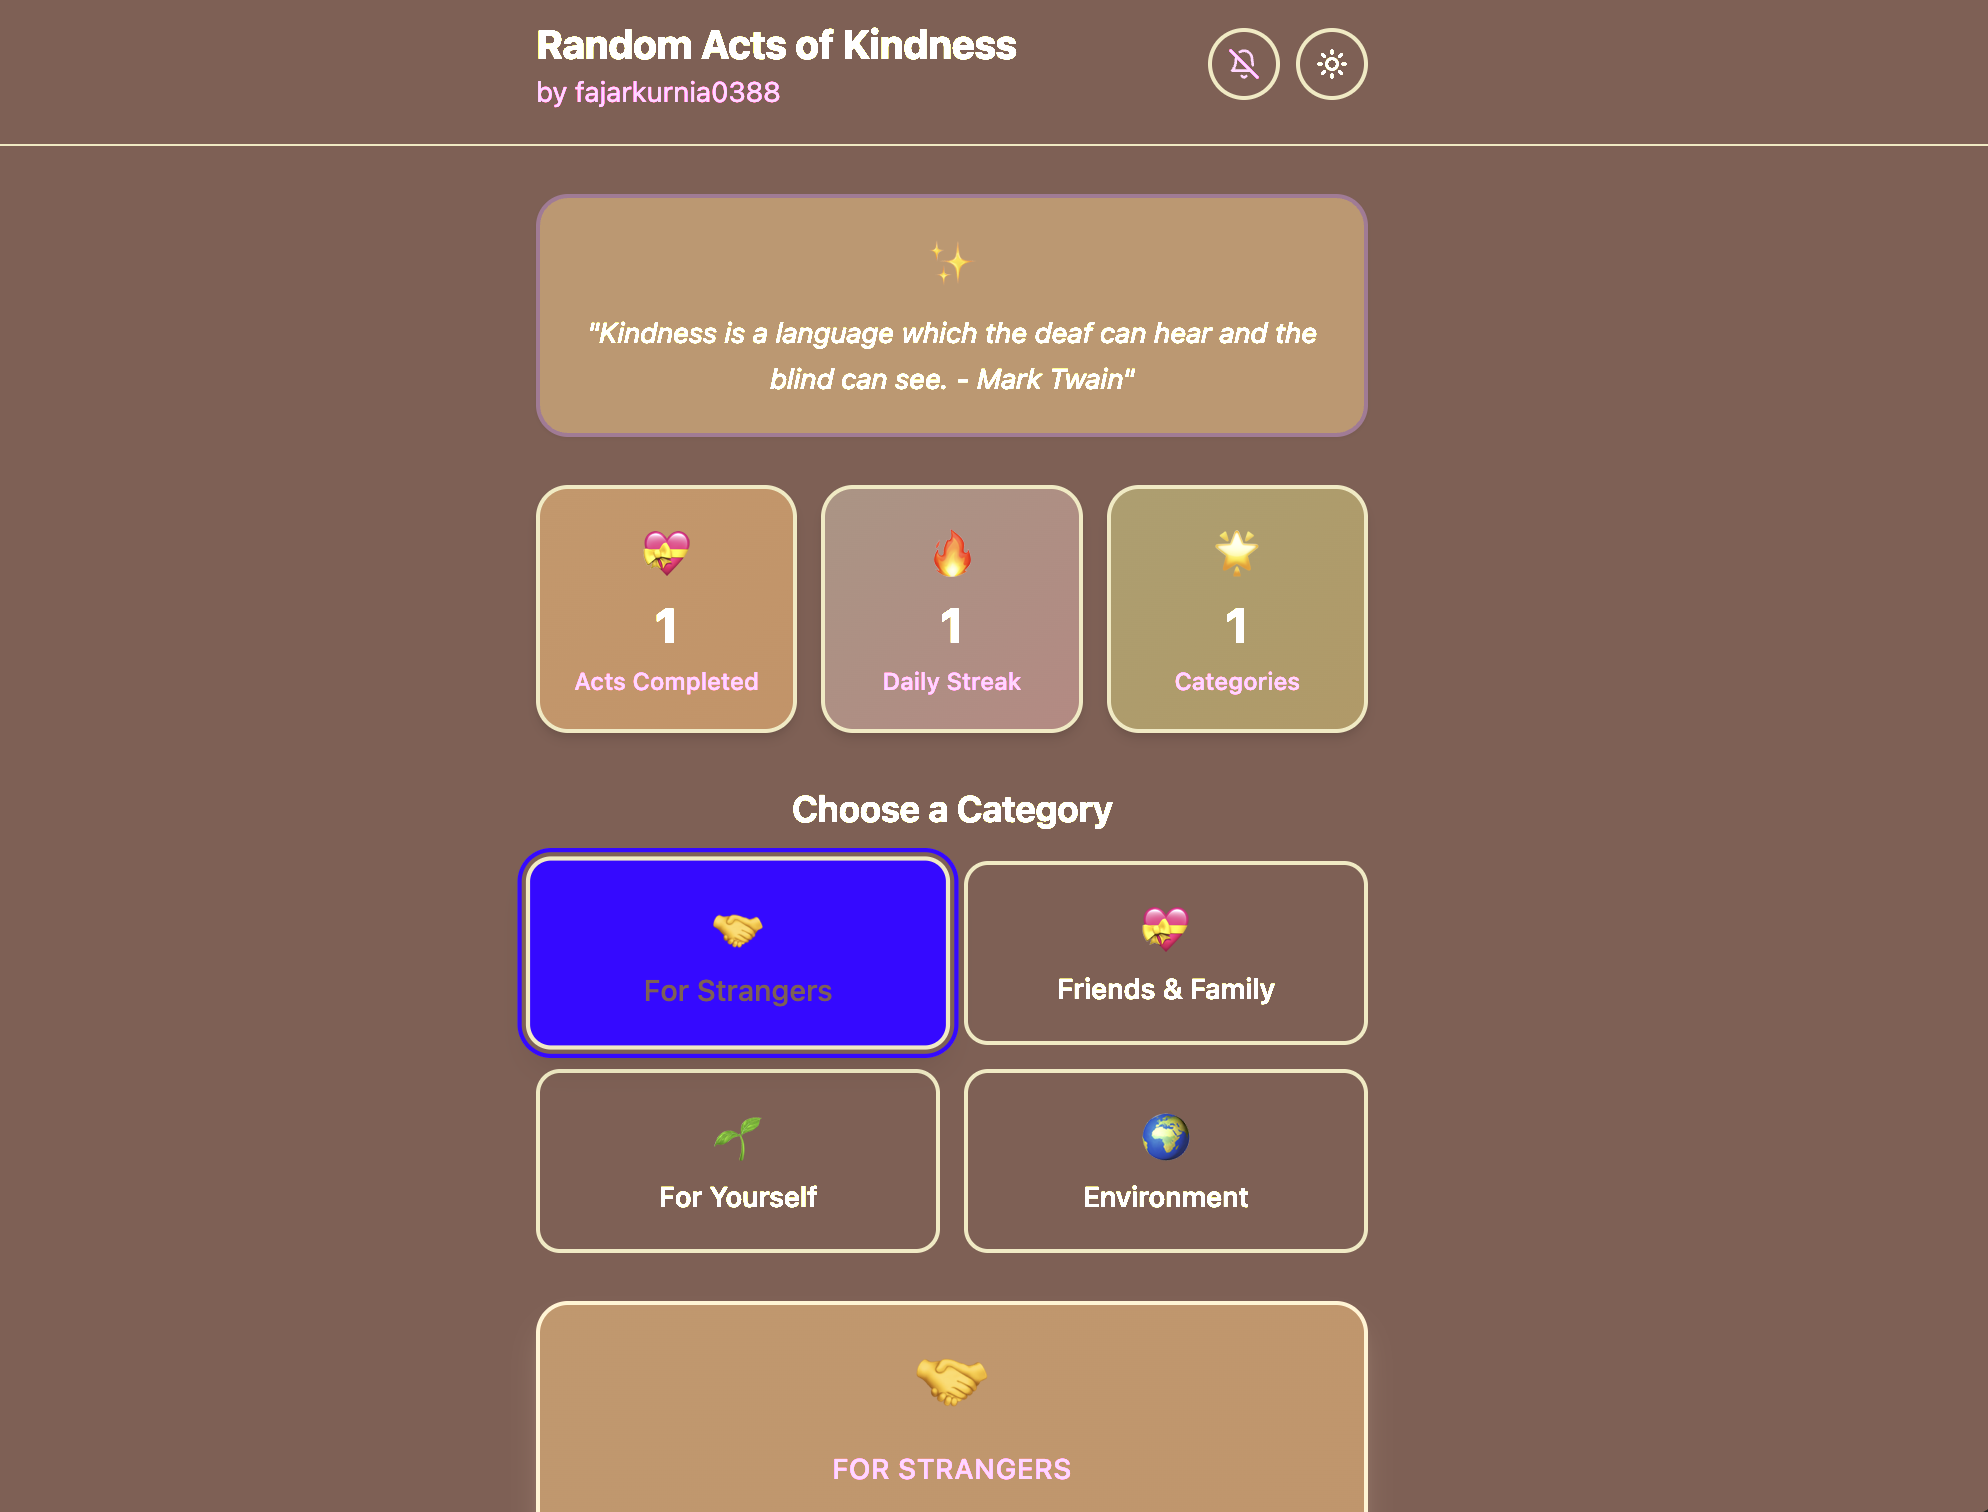 Random Acts of Kindness
by fajarkurnia0388
"Kindness is a language which the deaf can hear and the
blind can see. - Mark Twain"
1
Acts Completed
1
Daily Streak
1
Categories
Choose a Category
For Strangers
Friends & Family
For Yourself
Environment
FOR STRANGERS